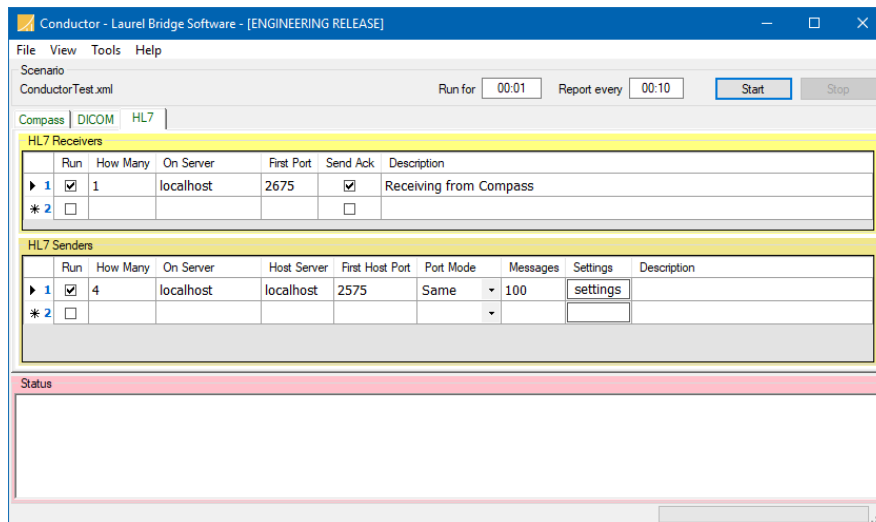 Conductor - Laurel Bridge Software - [ENGINEERING RELEASE]
File View Tools Help
Scenario
ConductorTest.xml Run for 00:01 Report every 00:10 Start Stop
Compass DICOM HL7
HL7 Receivers
Run How Many On Server First Port Send Ack Description
1 1 localhost 2675 Receiving from Compass
2
HL7 Senders
Run How Many On Server Host Server First Host Port Port Mode Messages Settings Description
1 4 localhost localhost 2575 Same 100 settings
2
Status